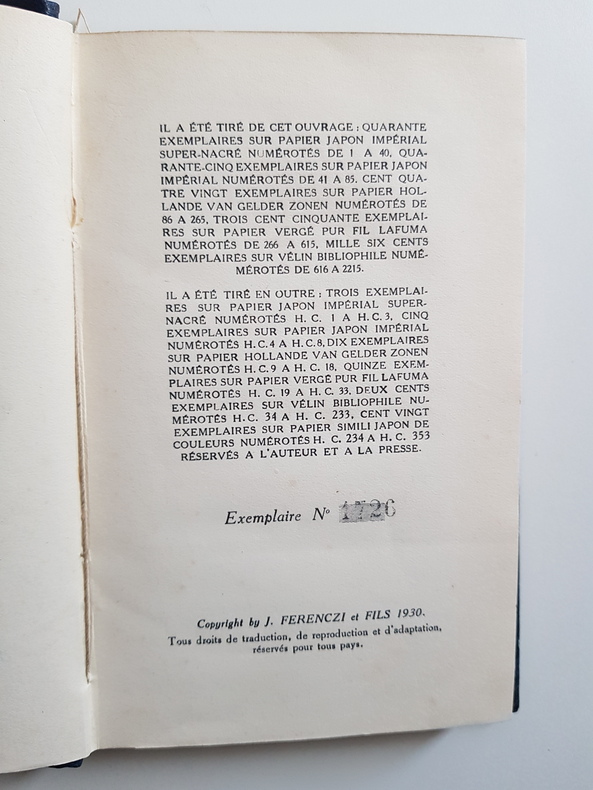 IL A ÉTÉ TIRÉ DE CET OUVRAGE : QUARANTE
EXEMPLAIRES SUR PAPIER JAPON IMPÉRIAL
SUPER-NACRÉ NUMÉROTÉS DE 1 A 40, QUA-
RANTE-CINQ EXEMPLAIRES SUR PAPIER JAPON
IMPÉRIAL NUMÉROTÉS DE 41 A 85. CENT QUA-
TRE VINGT EXEMPLAIRES SUR PAPIER HOL-
LANDE VAN GELDER ZONEN NUMÉROTÉS DE
86 A 265, TROIS CENT CINQUANTE EXEMPLAI-
RES SUR PAPIER VERGÉ PUR FIL LAFUMA
NUMÉROTÉS DE 266 A 615, MILLE SIX CENTS
EXEMPLAIRES SUR VÉLIN BIBLIOPHILE NUMÉ-
MÉROTÉS DE 616 A 2215.
IL A ÉTÉ TIRÉ EN OUTRE : TROIS EXEMPLAI-
RES SUR PAPIER JAPON IMPÉRIAL SUPER-
NACRÉ NUMÉROTÉS H. C. 1 A H. C. 3, CINQ
EXEMPLAIRES SUR PAPIER JAPON IMPÉRIAL
NUMÉROTÉS H. C. 4 A H. C. 8, DIX EXEMPLAIRES
SUR PAPIER HOLLANDE VAN GELDER ZONEN
NUMÉROTÉS H. C. 9 A H. C. 18, QUINZE EXEM-
PLAIRES SUR PAPIER VERGÉ PUR FIL LAFUMA
NUMÉROTÉS H. C. 19 A H. C. 33, DEUX CENTS
EXEMPLAIRES SUR VÉLIN BIBLIOPHILE NU-
MÉROTÉS H. C. 34 A H. C. 233, CENT VINGT
EXEMPLAIRES SUR PAPIER SIMILI JAPON DE
COULEURS NUMÉROTÉS H. C. 234 A H. C. 353
RÉSERVÉS A L'AUTEUR ET A LA PRESSE.
Exemplaire N° 1726
Copyright by J. FERENCZI et FILS 1930.
Tous droits de traduction, de reproduction et d'adaptation,
réservés pour tous pays.